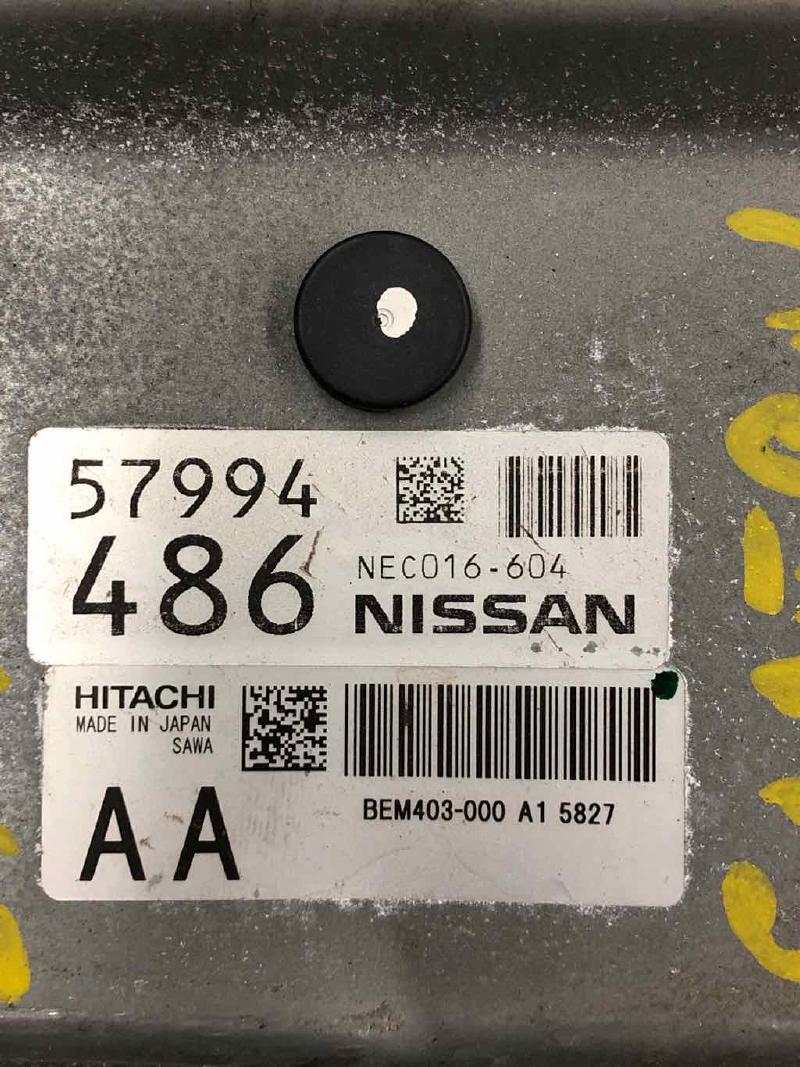 57994
486
NEC016-604
NISSAN
HITACHI
MADE IN JAPAN
SAWA
AA
BEM403-000 A1 5827